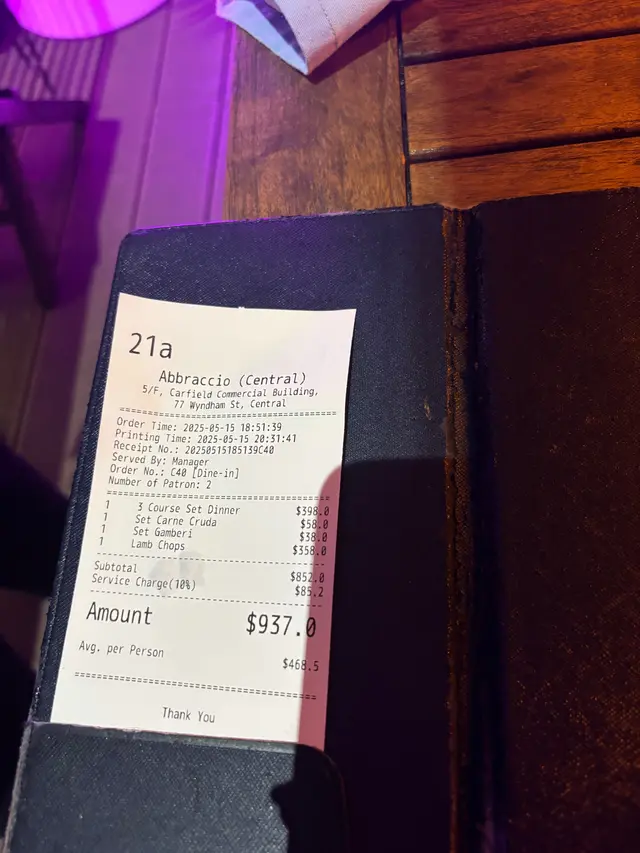 21a
Abbraccio (Central)
5/F, Carfield Commercial Building,
77 Wyndham St, Central
Order Time: 2025-05-15 18:51:39
Printing Time: 2025-05-15 20:31:41
Receipt No.: 20250515185139C40
Served By: Manager
Order No.: C40 [Dine-in]
Number of Patron: 2
1 3 Course Set Dinner $398.0
1 Set Carne Cruda $58.0
1 Set Gamberi $38.0
1 Lamb Chops $358.0
Subtotal $852.0
Service Charge(10%) $85.2
Amount $937.0
Avg. per Person $468.5
Thank You